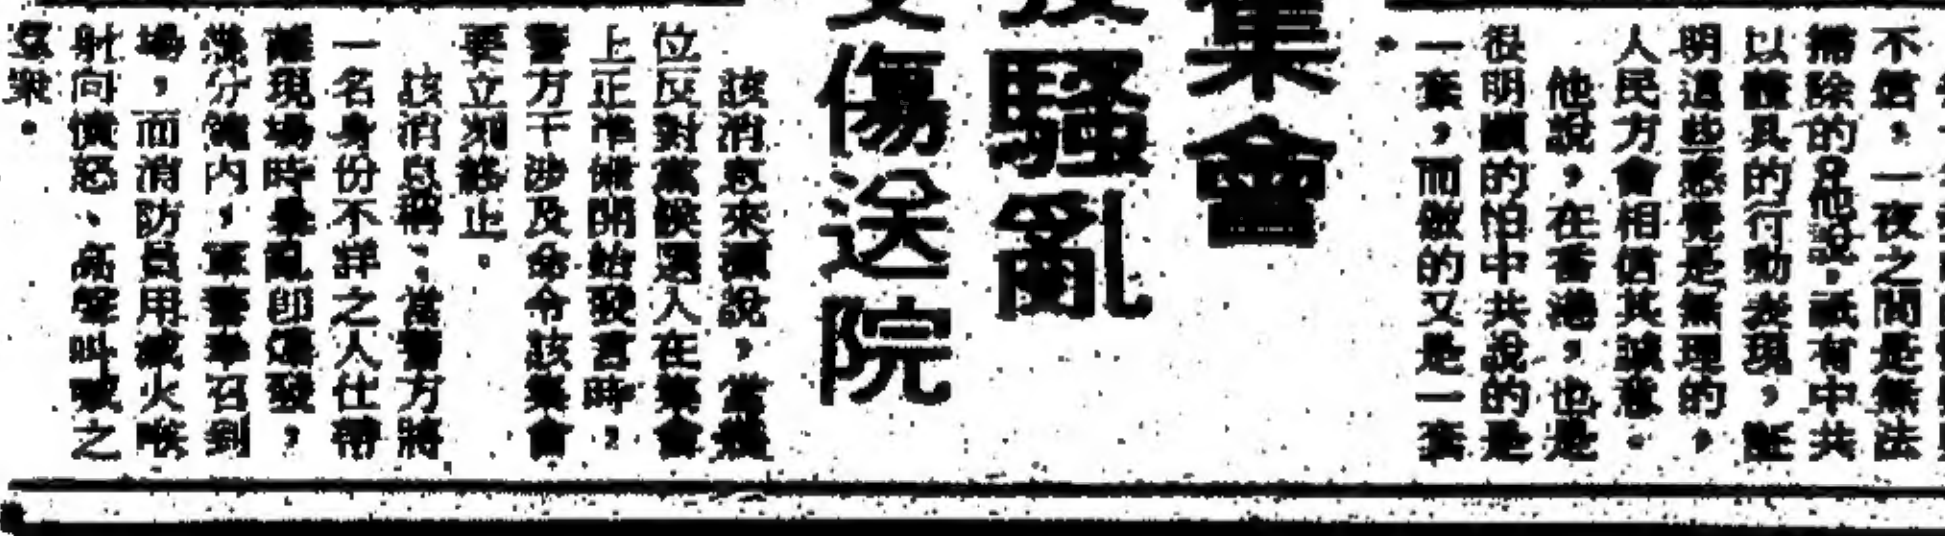 不信，一夜之間是無法
掃除的。他說，祇有中共
以體具的行動表現，証
明這些感覺是無理的，
人民方會相信其誠意。
他說，在香港，也是
很明顯的怕中共說的是
一套，而做的又是一套
。
集會
騷亂
傷送院
該消息來源說，當幾
位反對黨候選人在集會
上正準備開始發言時，
警方干涉及命令該集會
要立刻終止。
該消息稱，當警方將
一名身份不詳之人仕帶
離現場時暴亂即爆發，
幾分鐘內，軍警奉召到
場，而消防員用滅火喉
射向憤怒、高聲叫喊之
羣衆。